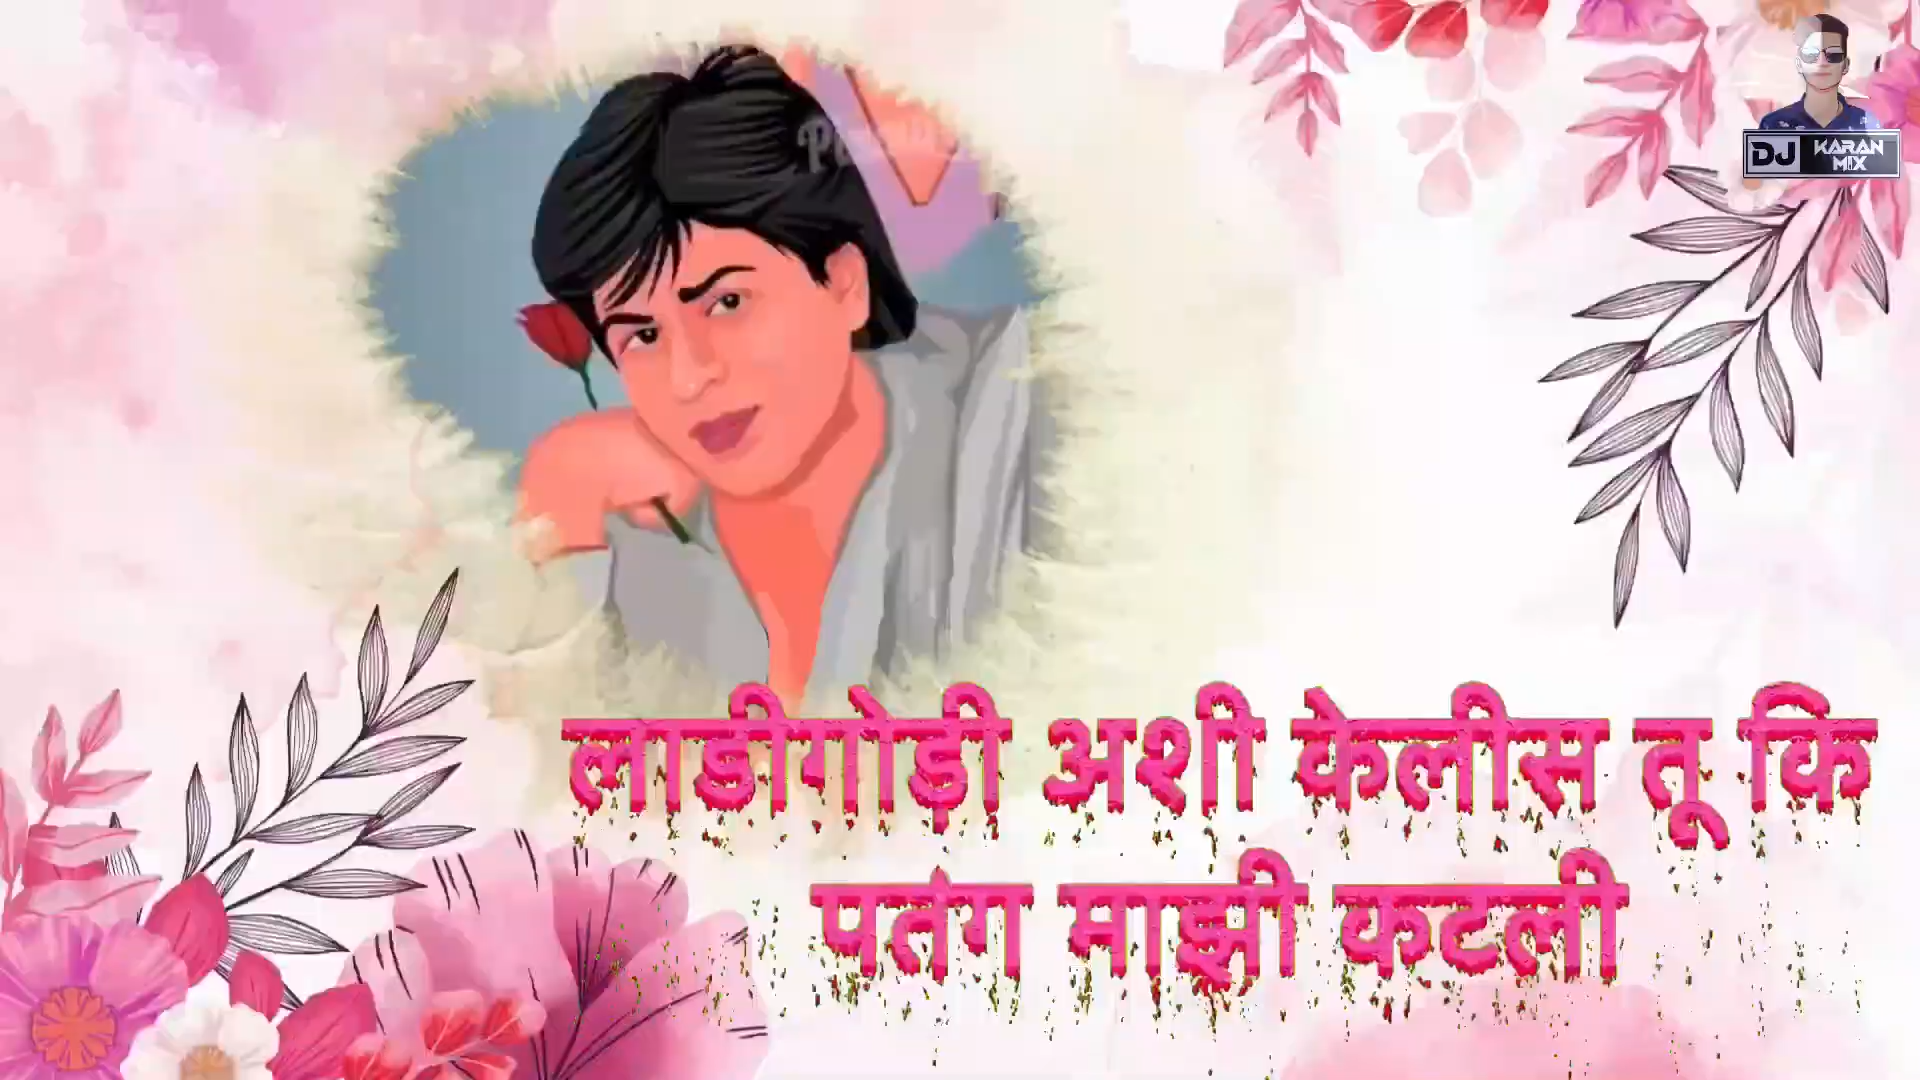 DJ KARAN
MIX
लाडीगोड़ी अशी केलीस तू कि
पतंग माझी कटली